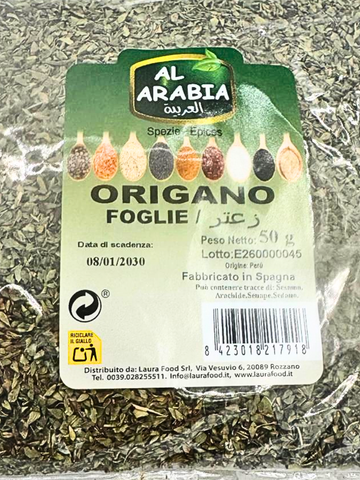 AL
ARABIA
العربية
Spezie - Epices
ORIGANO
FOGLIE / زعتر
Data di scadenza:
08/01/2030
Peso Netto: 50 g
Lotto:E260000045
Origine: Perù
Fabbricato in Spagna
Può contenere tracce di: Sesamo,
Arachide,Senape,Sedano.
®
RICICLARE
IL GIALLO
8 423018 217918
Distribuito da: Laura Food Srl, Via Vesuvio 6, 20089 Rozzano
Tel. 0039.028255511, Info@laurafood.it, www.laurafood.it